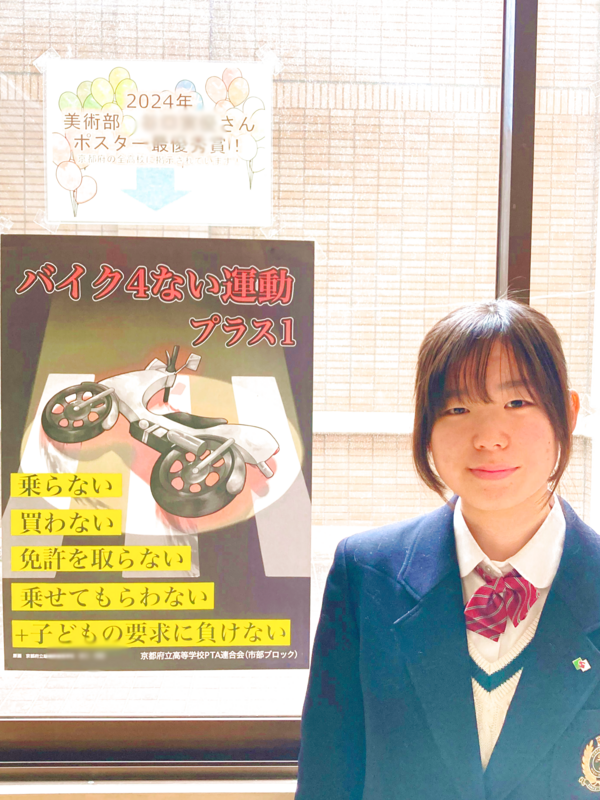 2024年
美術部 さん
ポスター最優秀賞!!
バイク4ない運動
プラス1
乗らない
買わない
免許を取らない
乗せてもらわない
+子どもの要求に負けない
京都府立高等学校PTA連合会(市部ブロック)